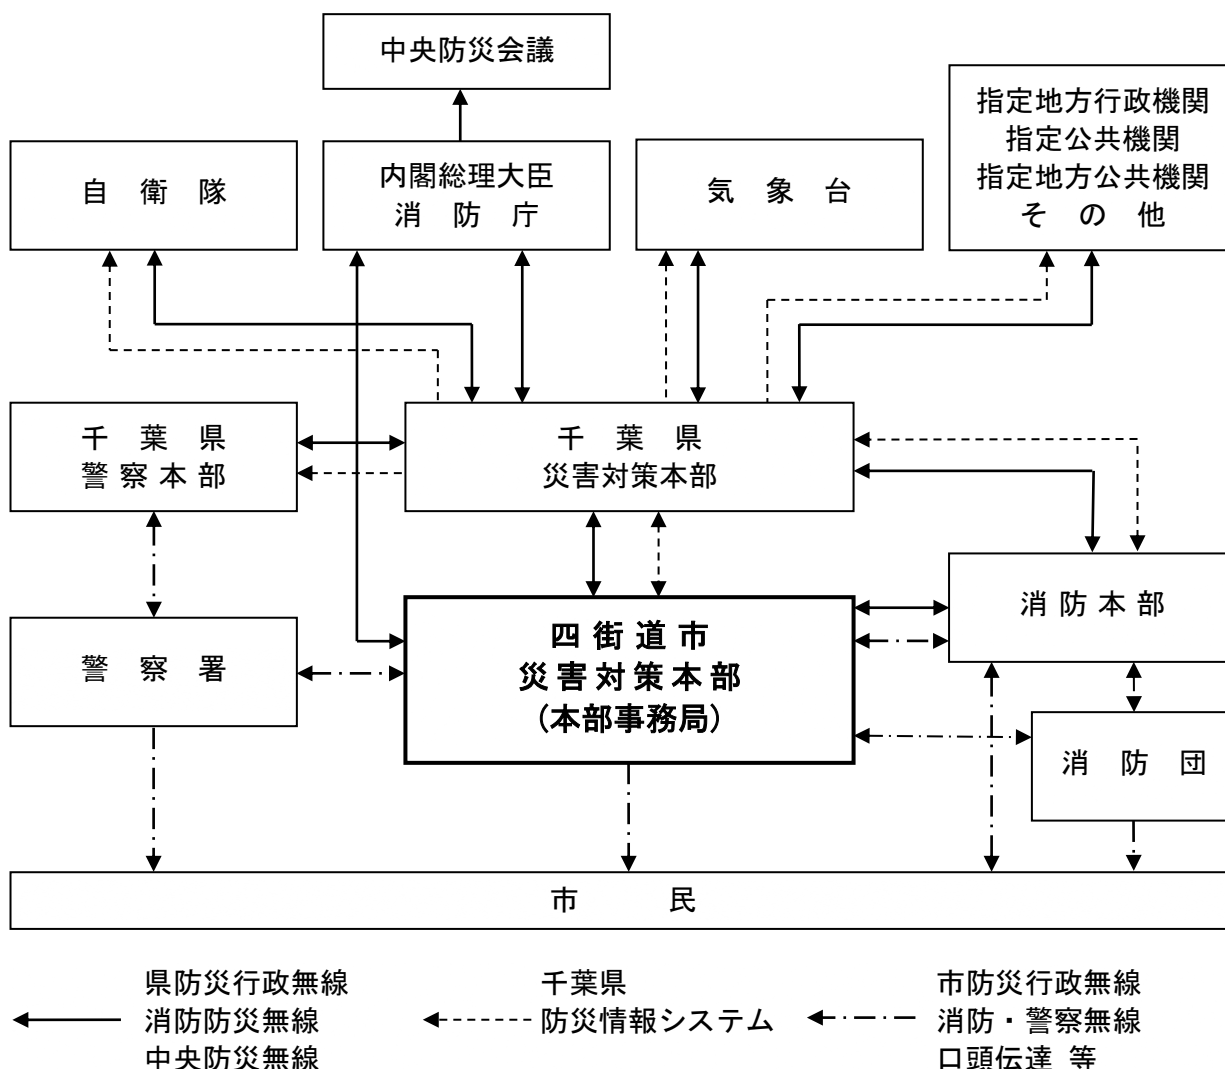 中央防災会議
指定地方行政機関
指定公共機関
指定地方公共機関
そ の 他
自 衛 隊
内閣総理大臣
消 防 庁
気 象 台
千 葉 県
警 察 本 部
千 葉 県
災害対策本部
消 防 本 部
四 街 道 市
災 害 対 策 本 部
(本部事務局)
警 察 署
消 防 団
市 民
県防災行政無線
消防防災無線
中央防災無線
千葉県
防災情報システム
市防災行政無線
消防・警察無線
口頭伝達 等